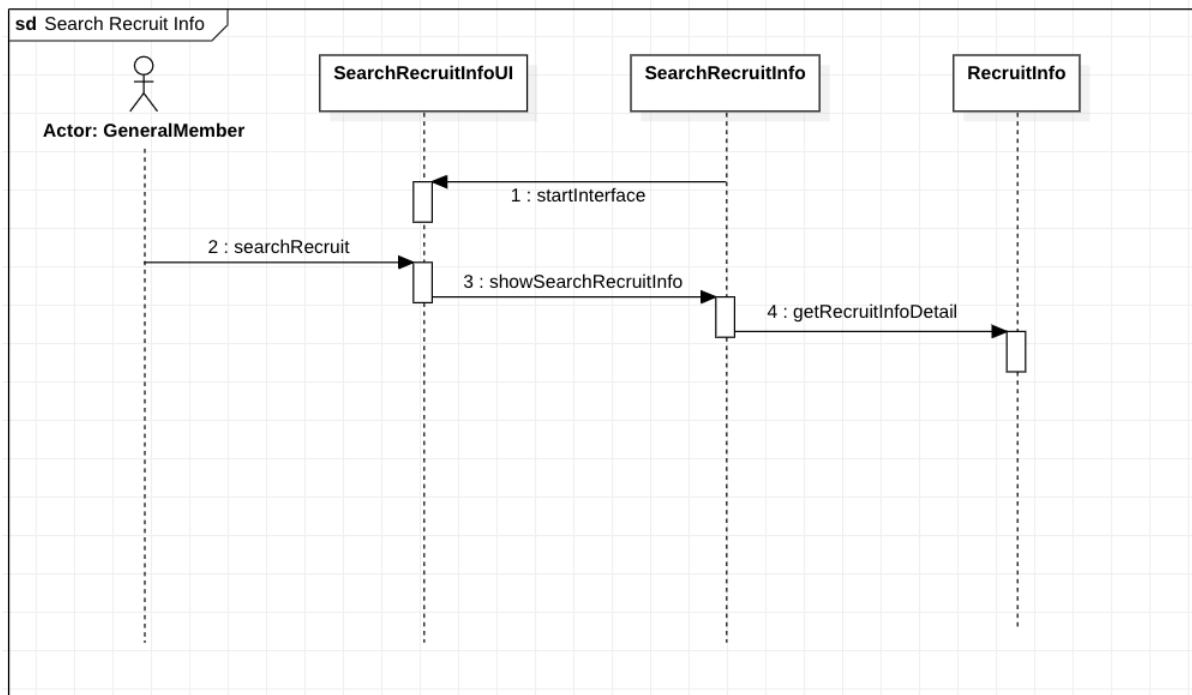 sd Search Recruit Info
SearchRecruitInfoUI
SearchRecruitInfo
RecruitInfo
Actor: GeneralMember
1 : startInterface
2 : searchRecruit
3 : showSearchRecruitInfo
4 : getRecruitInfoDetail